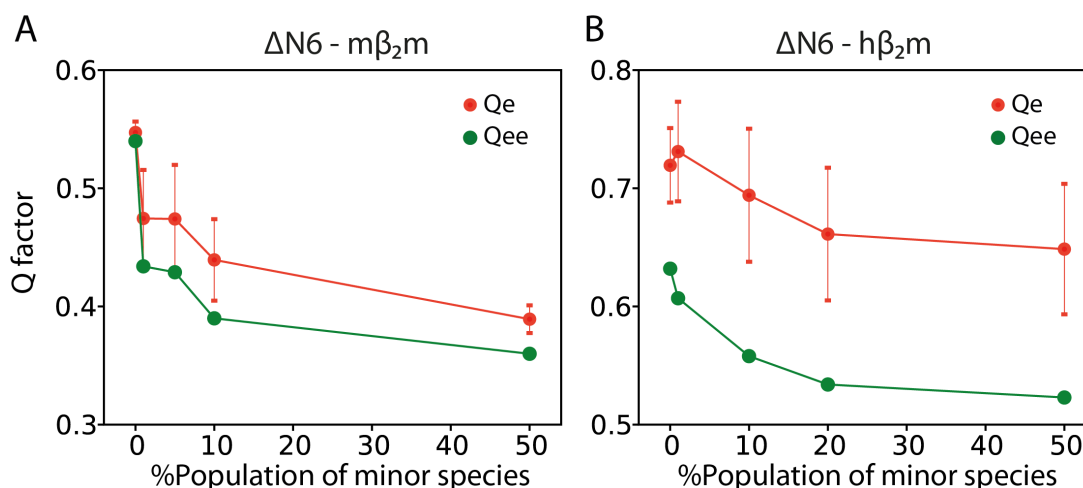 A
ΔN6 - mβ₂m
Q factor
0.6
0.5
0.4
0.3
Qe
Qee
0 10 20 30 40 50
%Population of minor species
B
ΔN6 - hβ₂m
0.8
0.7
0.6
0.5
Qe
Qee
0 10 20 30 40 50
%Population of minor species